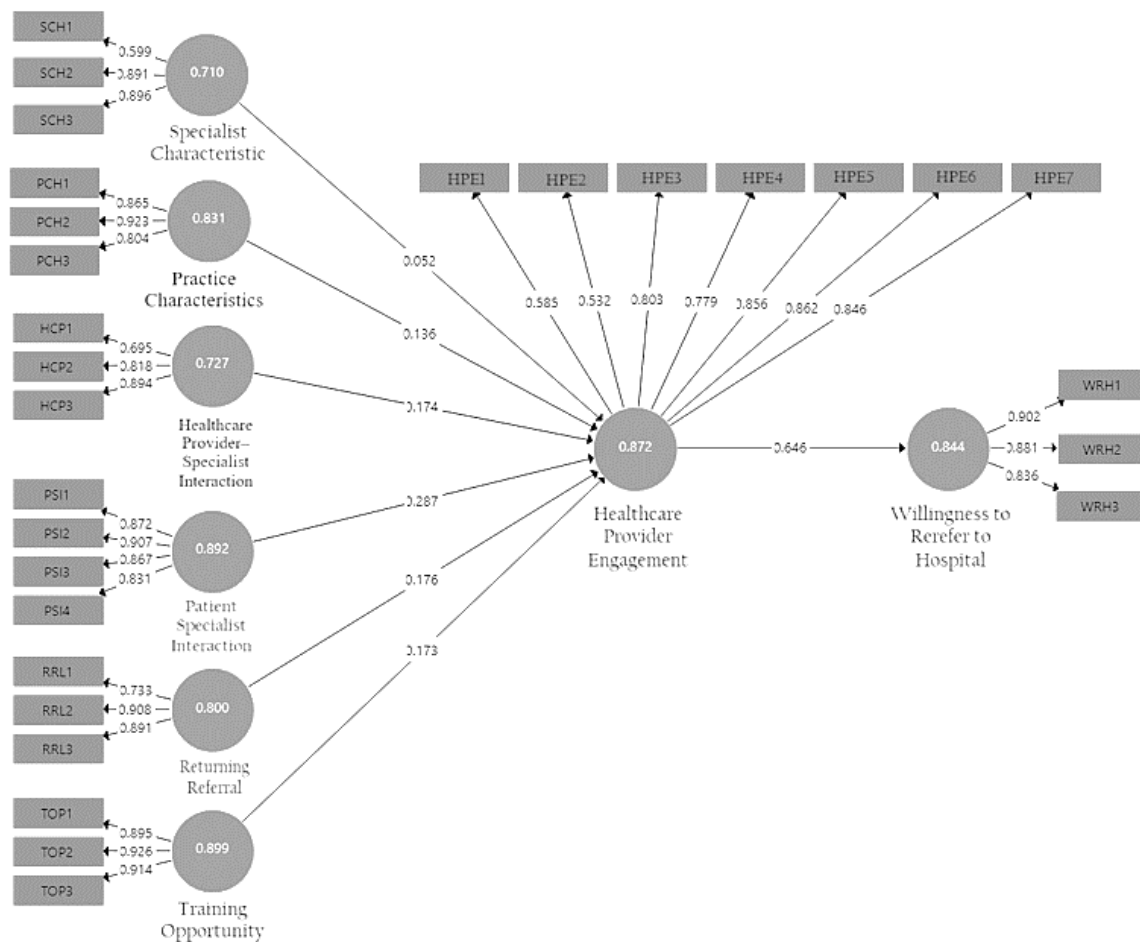 SCH1
SCH2
SCH3
0.599
0.891
0.896
0.710
Specialist
Characteristic
PCH1
PCH2
PCH3
0.865
0.923
0.804
0.831
Practice
Characteristics
HCP1
HCP2
HCP3
0.695
0.818
0.894
0.727
Healthcare
Provider–
Specialist
Interaction
PSI1
PSI2
PSI3
PSI4
0.872
0.907
0.867
0.831
0.892
Patient
Specialist
Interaction
RRL1
RRL2
RRL3
0.733
0.908
0.891
0.800
Returning
Referral
TOP1
TOP2
TOP3
0.895
0.926
0.914
0.899
Training
Opportunity
0.052
0.136
0.174
0.287
0.176
0.173
HPE1
HPE2
HPE3
HPE4
HPE5
HPE6
HPE7
0.585
0.532
0.803
0.779
0.856
0.862
0.846
0.872
Healthcare
Provider
Engagement
0.646
0.844
Willingness to
Rerefer to
Hospital
0.902
0.881
0.836
WRH1
WRH2
WRH3